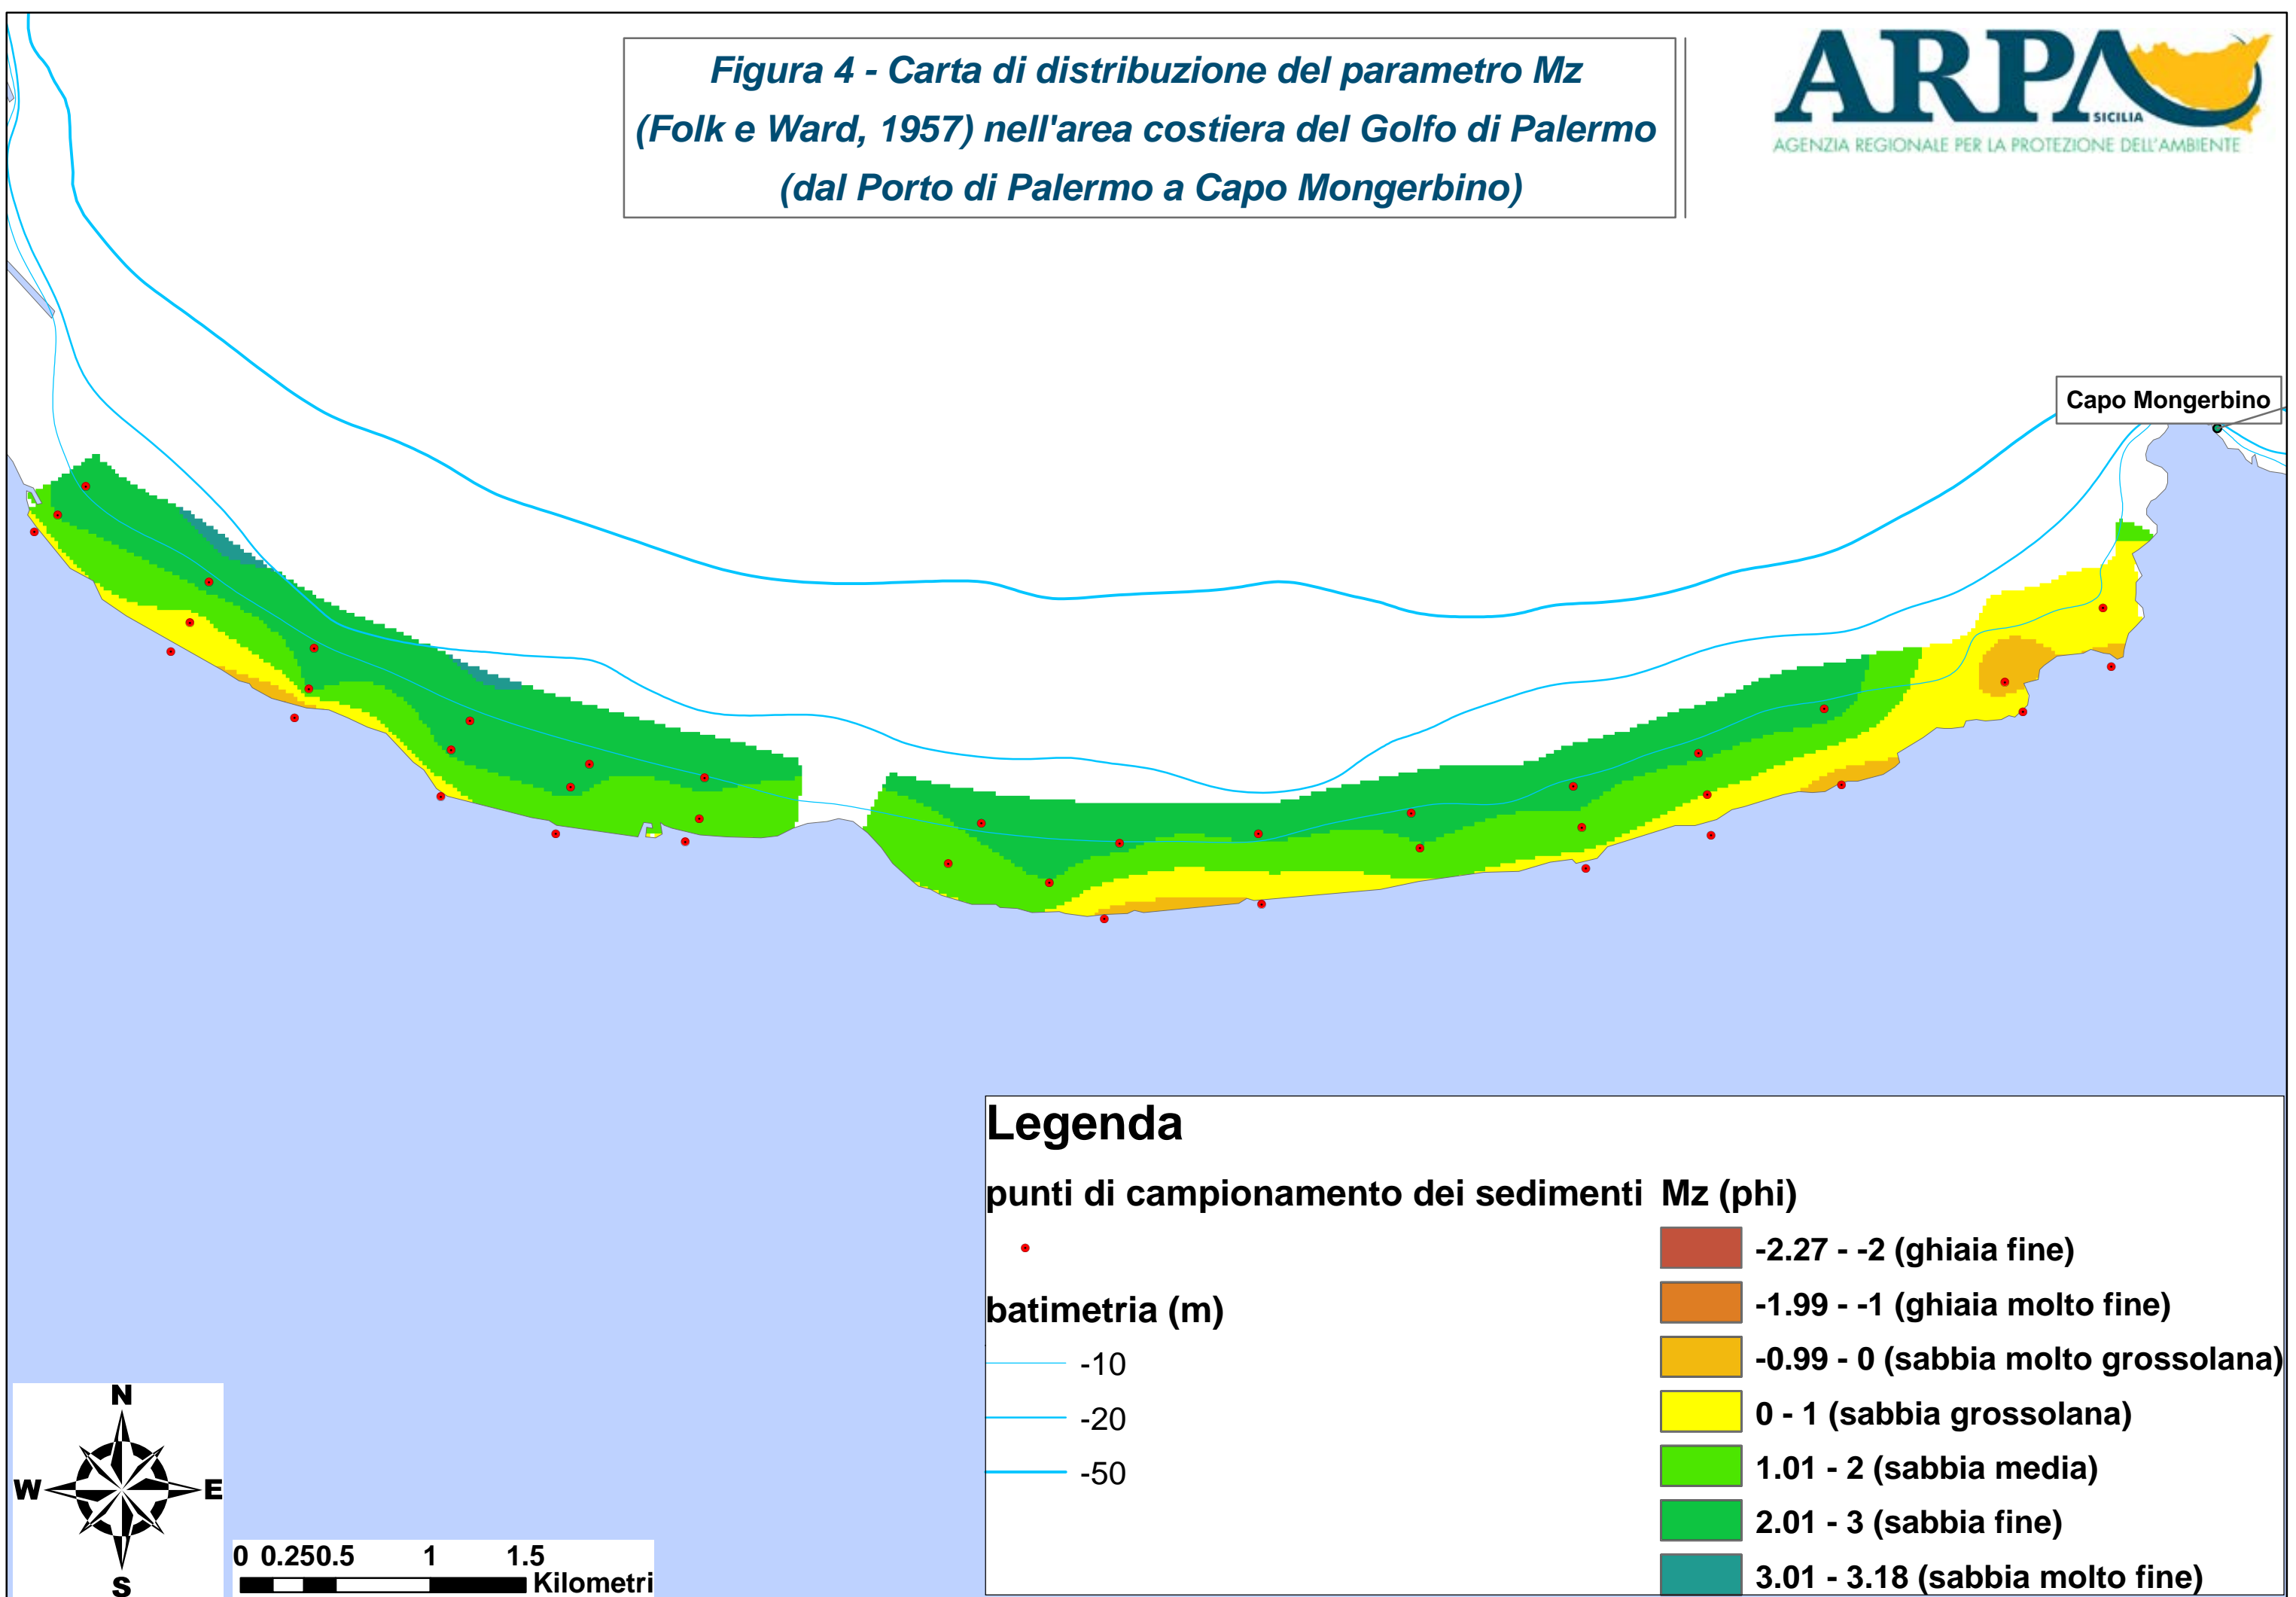 Figura 4 - Carta di distribuzione del parametro Mz
(Folk e Ward, 1957) nell'area costiera del Golfo di Palermo
(dal Porto di Palermo a Capo Mongerbino)
ARPA
SICILIA
AGENZIA REGIONALE PER LA PROTEZIONE DELL'AMBIENTE
Capo Mongerbino
Legenda
punti di campionamento dei sedimenti
batimetria (m)
-10
-20
-50
Mz (phi)
-2.27 - -2 (ghiaia fine)
-1.99 - -1 (ghiaia molto fine)
-0.99 - 0 (sabbia molto grossolana)
0 - 1 (sabbia grossolana)
1.01 - 2 (sabbia media)
2.01 - 3 (sabbia fine)
3.01 - 3.18 (sabbia molto fine)
N
W E
S
0 0.25 0.5 1 1.5
Kilometri